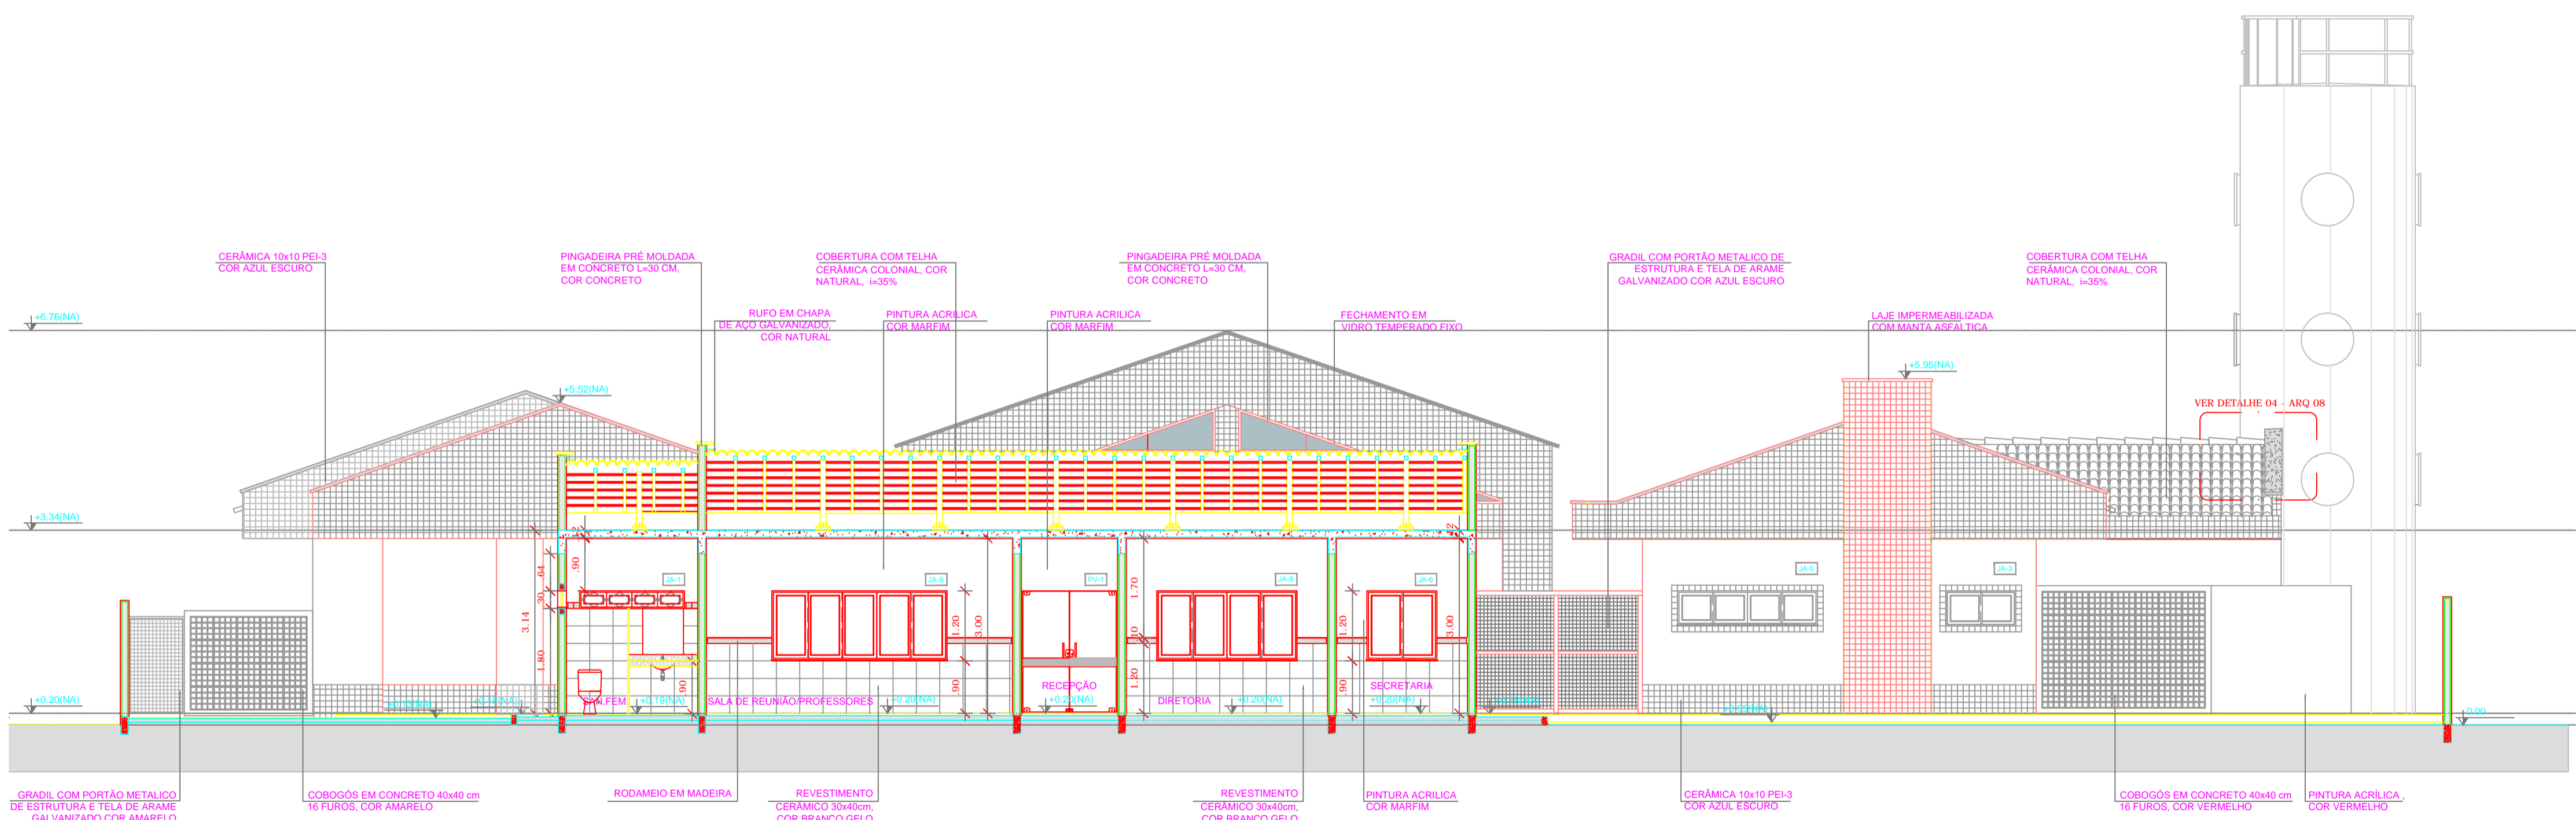 CERÂMICA 10x10 PEI-3
COR AZUL ESCURO
PINGADEIRA PRÉ MOLDADA
EM CONCRETO L=30 CM,
COR CONCRETO
COBERTURA COM TELHA
CERÂMICA COLONIAL, COR
NATURAL, i=35%
PINGADEIRA PRÉ MOLDADA
EM CONCRETO L=30 CM,
COR CONCRETO
GRADIL COM PORTÃO METALICO DE
ESTRUTURA E TELA DE ARAME
GALVANIZADO COR AZUL ESCURO
COBERTURA COM TELHA
CERÂMICA COLONIAL, COR
NATURAL, i=35%
RUFO EM CHAPA
DE AÇO GALVANIZADO,
COR NATURAL
PINTURA ACRILICA
COR MARFIM
PINTURA ACRILICA
COR MARFIM
FECHAMENTO EM
VIDRO TEMPERADO FIXO
LAJE IMPERMEABILIZADA
COM MANTA ASFALTICA
+6.76(NA)
+5.52(NA)
+5.95(NA)
VER DETALHE 04 - ARQ 08
+3.34(NA)
.90
.64
.30
3.14
1.80
.90
JA-1
JA-9
PV-1
JA-8
JA-6
JA-5
JA-3
1.20
3.00
.90
1.70
.10
1.20
1.20
3.00
.90
+0.20(NA)
+0.19(NA)
SALA DE REUNIÃO/PROFESSORES
+0.20(NA)
RECEPÇÃO
+0.20(NA)
DIRETORIA
+0.20(NA)
SECRETARIA
+0.20(NA)
0.00
GRADIL COM PORTÃO METALICO
DE ESTRUTURA E TELA DE ARAME
GALVANIZADO COR AMARELO
COBOGÓS EM CONCRETO 40x40 cm
16 FUROS, COR AMARELO
RODAMEIO EM MADEIRA
REVESTIMENTO
CERÂMICO 30x40cm,
COR BRANCO GELO
REVESTIMENTO
CERÂMICO 30x40cm,
COR BRANCO GELO
PINTURA ACRILICA
COR MARFIM
CERÂMICA 10x10 PEI-3
COR AZUL ESCURO
COBOGÓS EM CONCRETO 40x40 cm
16 FUROS, COR VERMELHO
PINTURA ACRÍLICA ,
COR VERMELHO